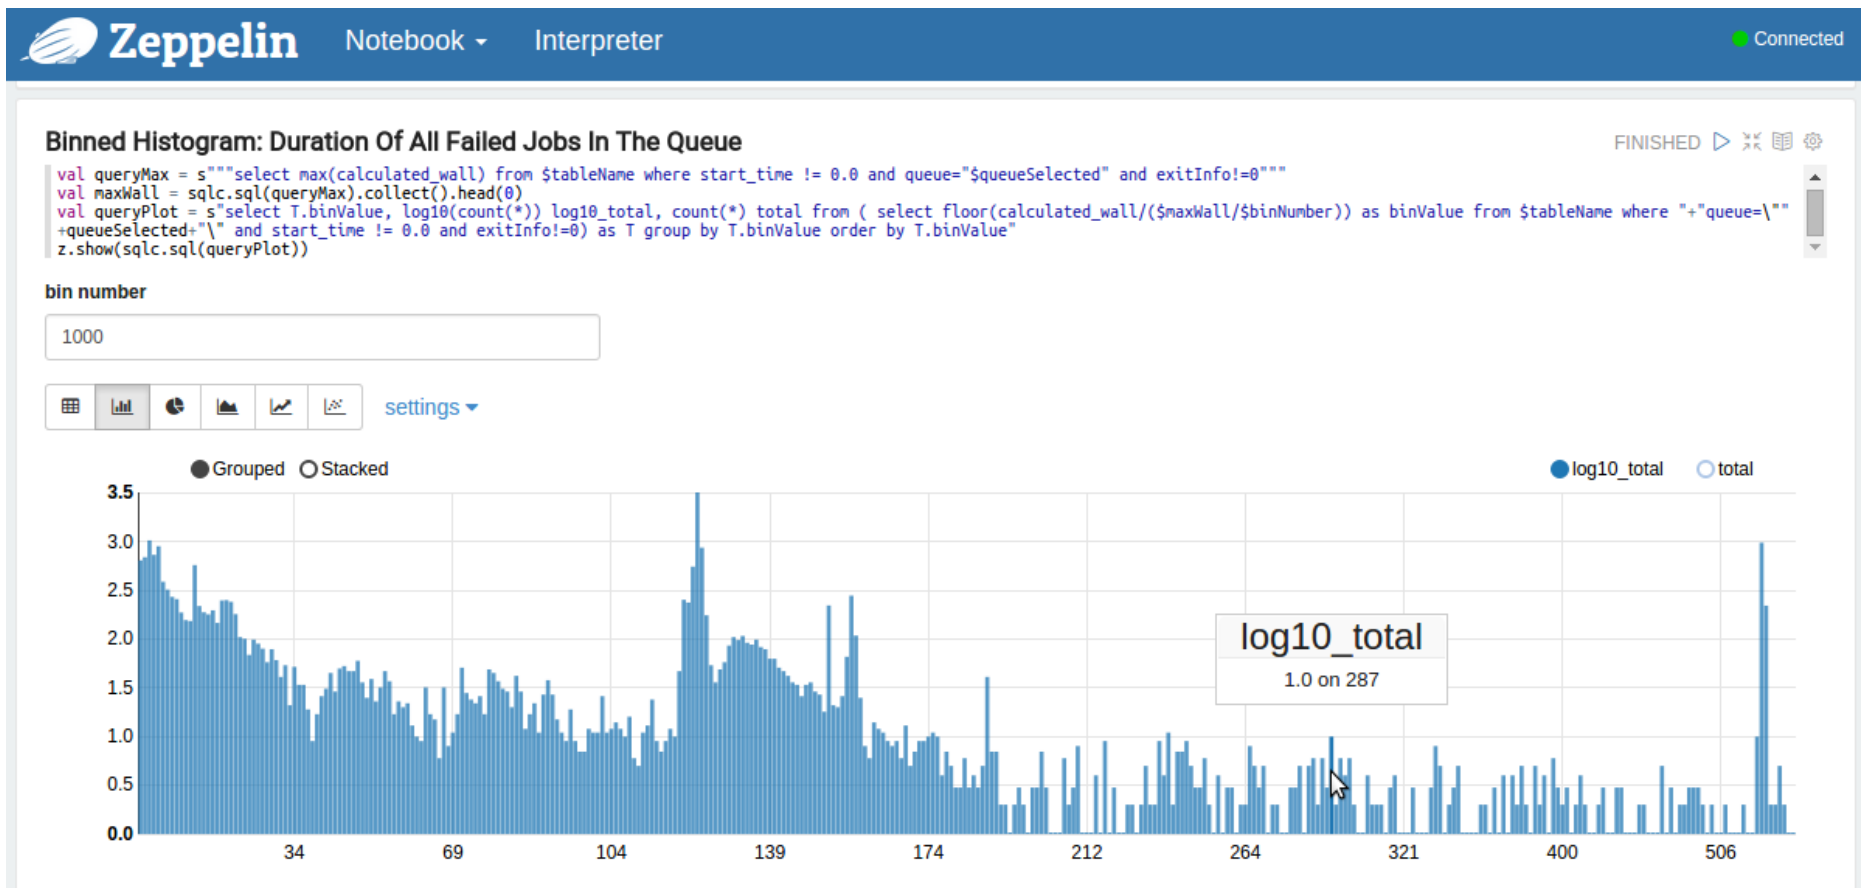 Zeppelin Notebook Interpreter Connected
Binned Histogram: Duration Of All Failed Jobs In The Queue
FINISHED
val queryMax = s"""select max(calculated_wall) from $tableName where start_time != 0.0 and queue="$queueSelected" and exitInfo!=0"""
val maxWall = sqlc.sql(queryMax).collect().head(0)
val queryPlot = s"select T.binValue, log10(count(*)) log10_total, count(*) total from ( select floor(calculated_wall/($maxWall/$binNumber)) as binValue from $tableName where "+"queue=\""
+queueSelected+"\" and start_time != 0.0 and exitInfo!=0) as T group by T.binValue order by T.binValue"
z.show(sqlc.sql(queryPlot))
bin number
1000
settings
Grouped Stacked log10_total total
3.5
3.0
2.5
2.0
1.5
1.0
0.5
0.0
log10_total
1.0 on 287
34 69 104 139 174 212 264 321 400 506